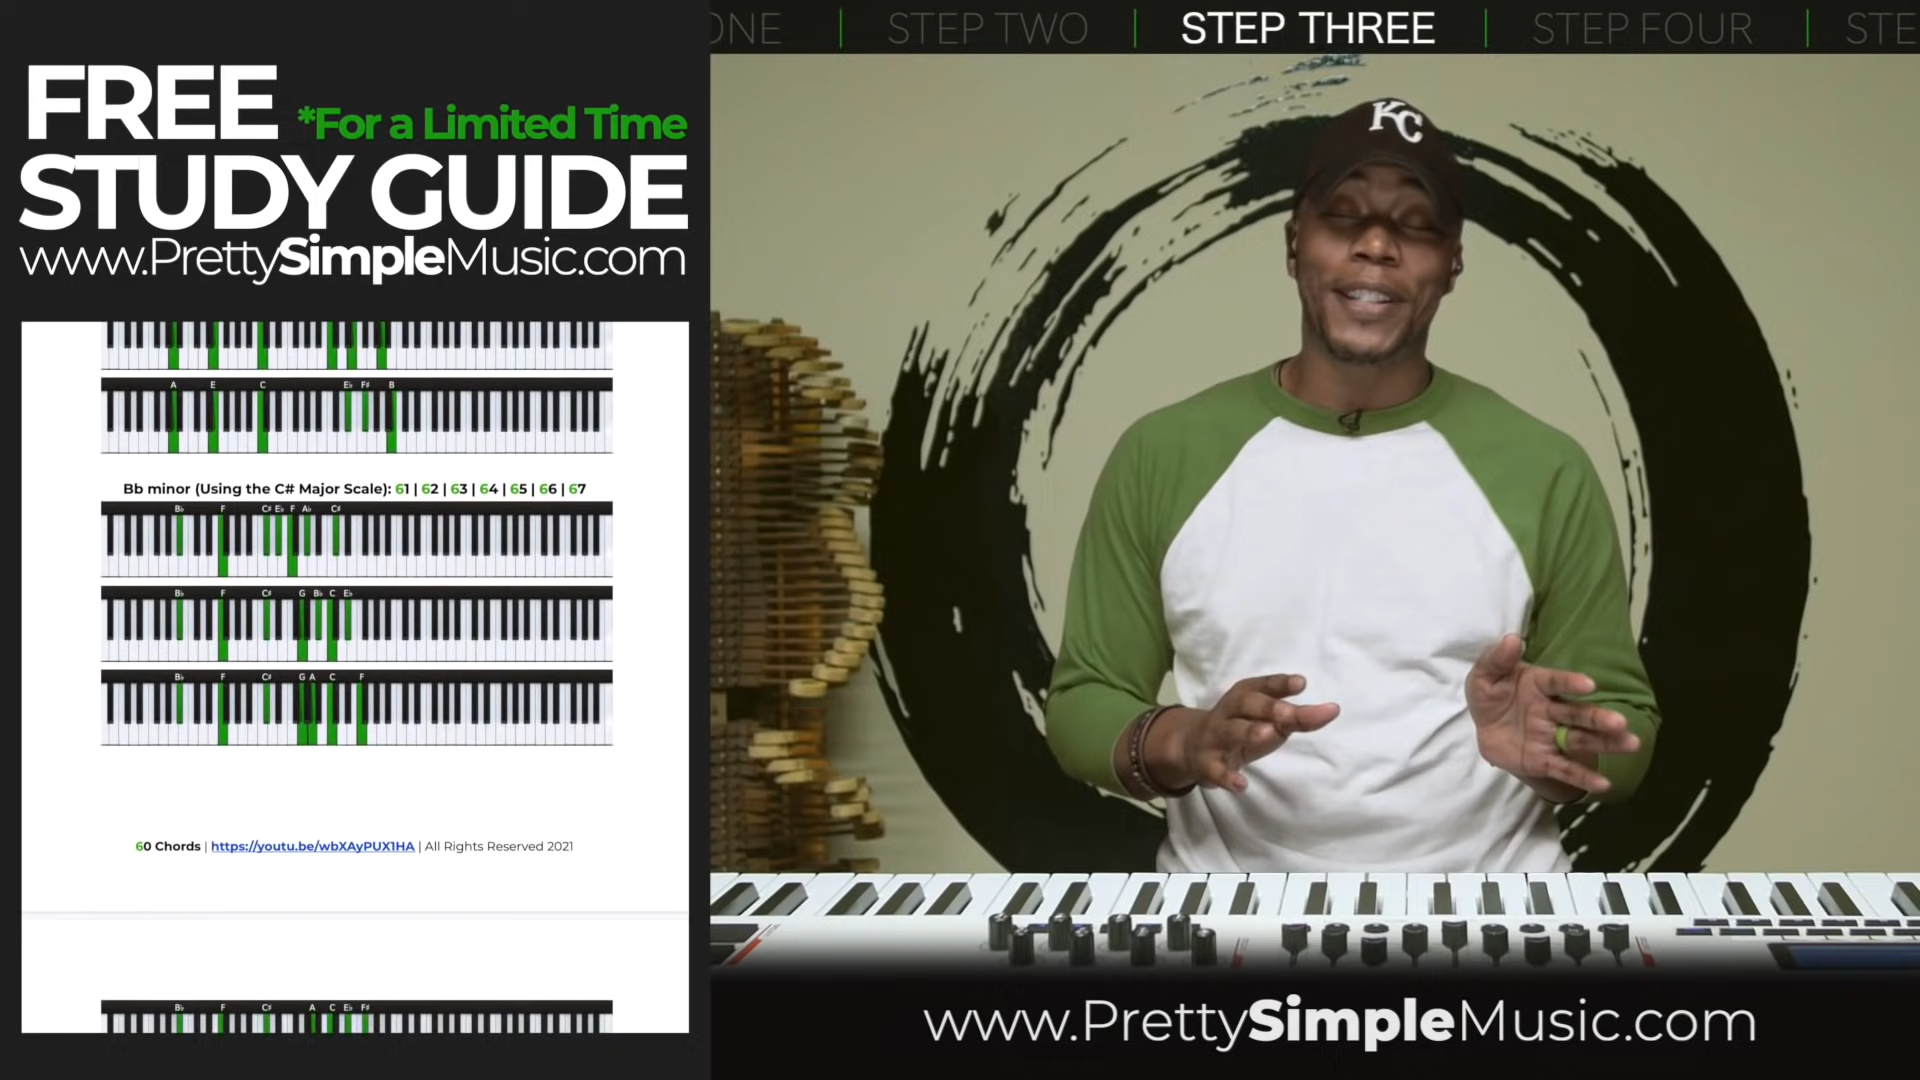 ONE | STEP TWO | STEP THREE | STEP FOUR | STE
FREE *For a Limited Time
STUDY GUIDE
www.PrettySimpleMusic.com
KC
A E C E♭ F# B
Bb minor (Using the C# Major Scale): 61 | 62 | 63 | 64 | 65 | 66 | 67
B♭ F C# E♭ F A♭ C#
B♭ F C# G B♭ C E♭
B♭ F C# G A C F
60 Chords | https://youtu.be/wbXAyPUX1HA | All Rights Reserved 2021
B♭ F C# A C E♭ F#
www.PrettySimpleMusic.com